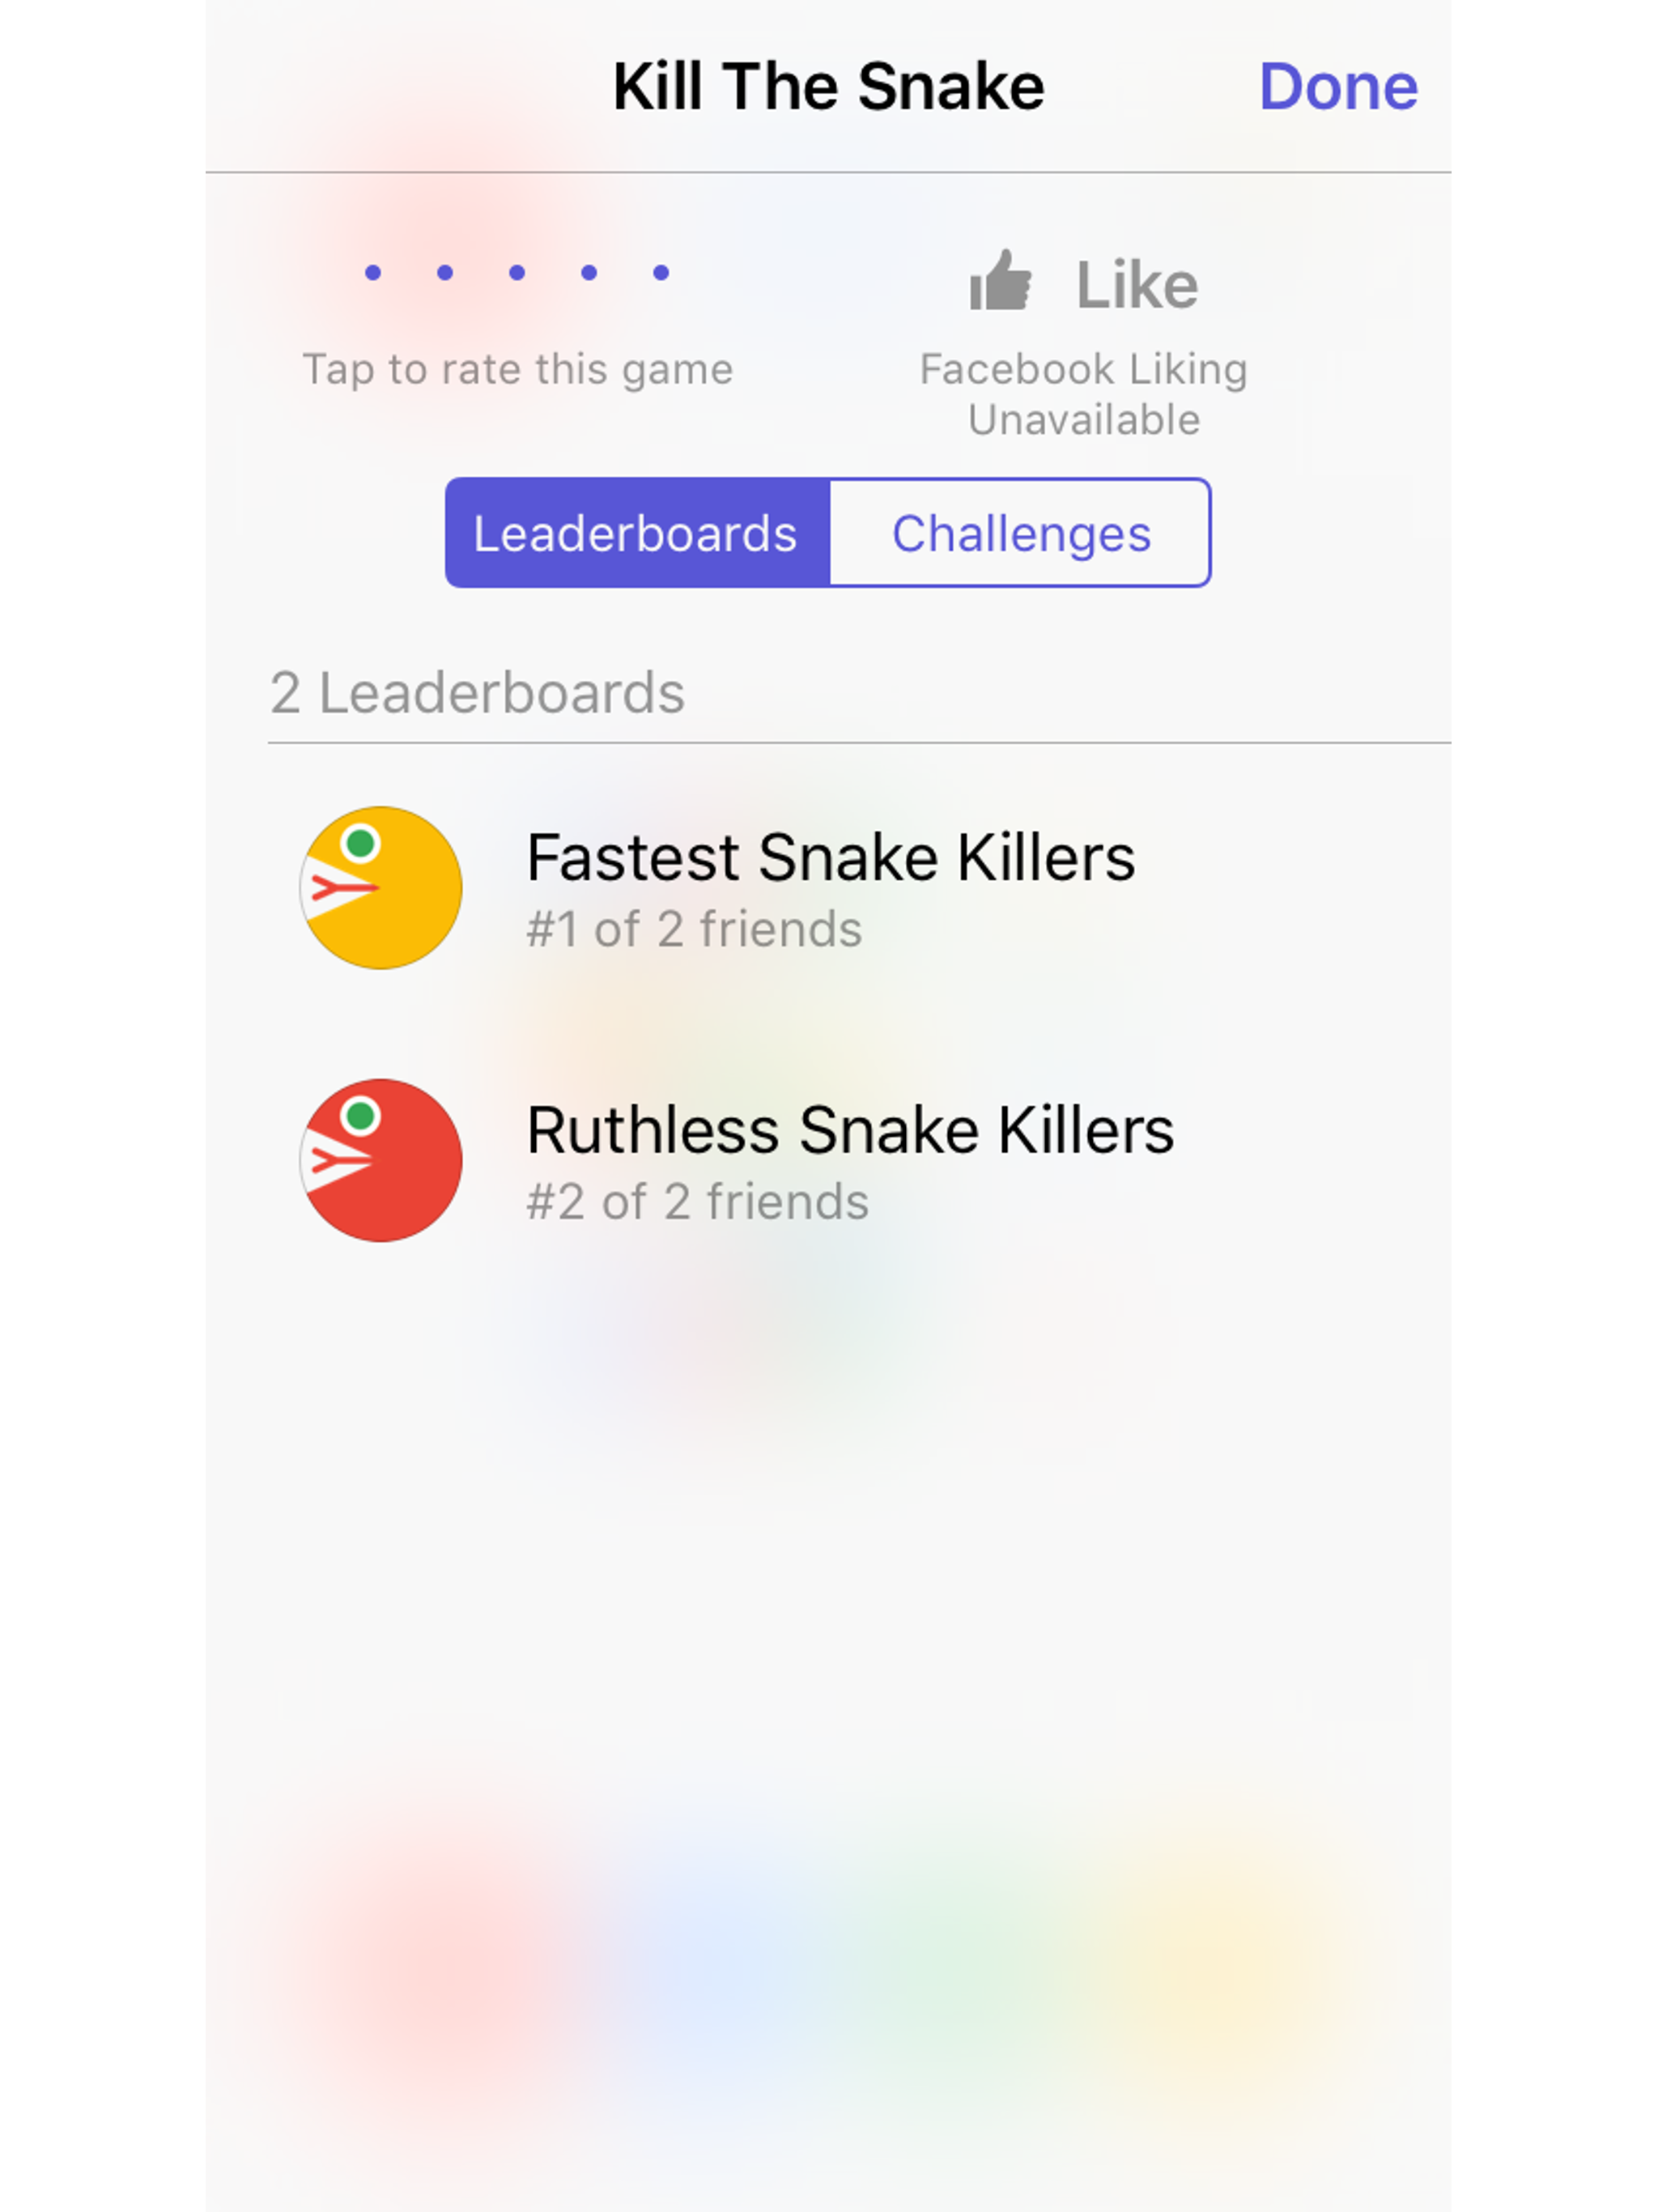 Kill The Snake
Done
Like
Tap to rate this game
Facebook Liking
Unavailable
Leaderboards
Challenges
2 Leaderboards
Fastest Snake Killers
#1 of 2 friends
Ruthless Snake Killers
#2 of 2 friends